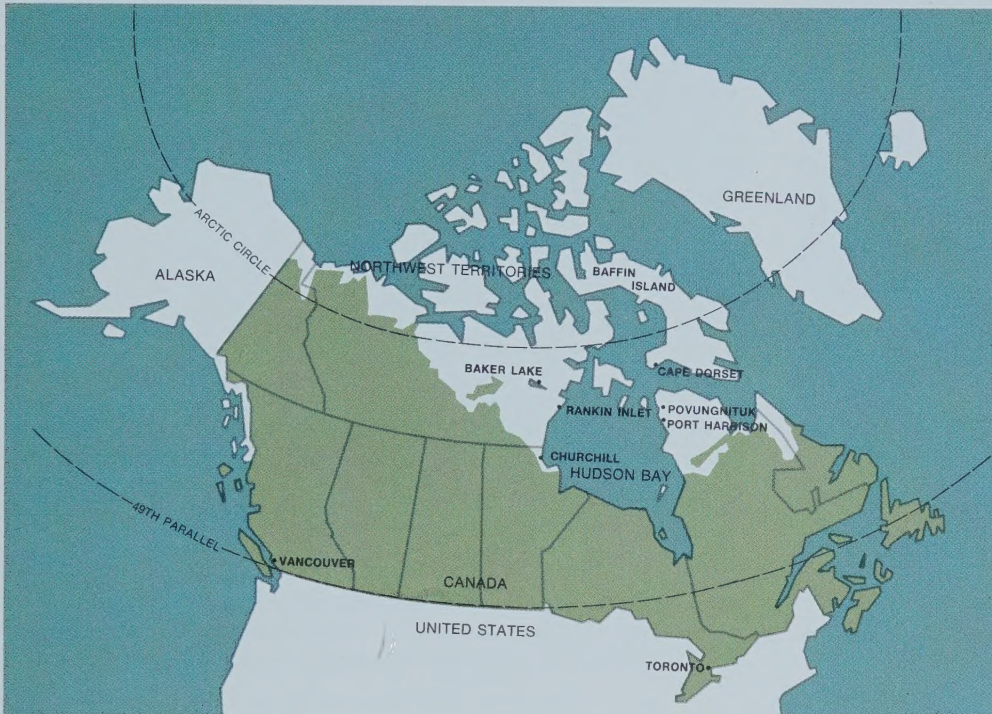 GREENLAND
ARCTIC CIRCLE
ALASKA
NORTHWEST TERRITORIES
BAFFIN
ISLAND
BAKER LAKE
CAPE DORSET
RANKIN INLET
POVUNGNITUK
PORT HARRISON
CHURCHILL
HUDSON BAY
49TH PARALLEL
VANCOUVER
CANADA
UNITED STATES
TORONTO